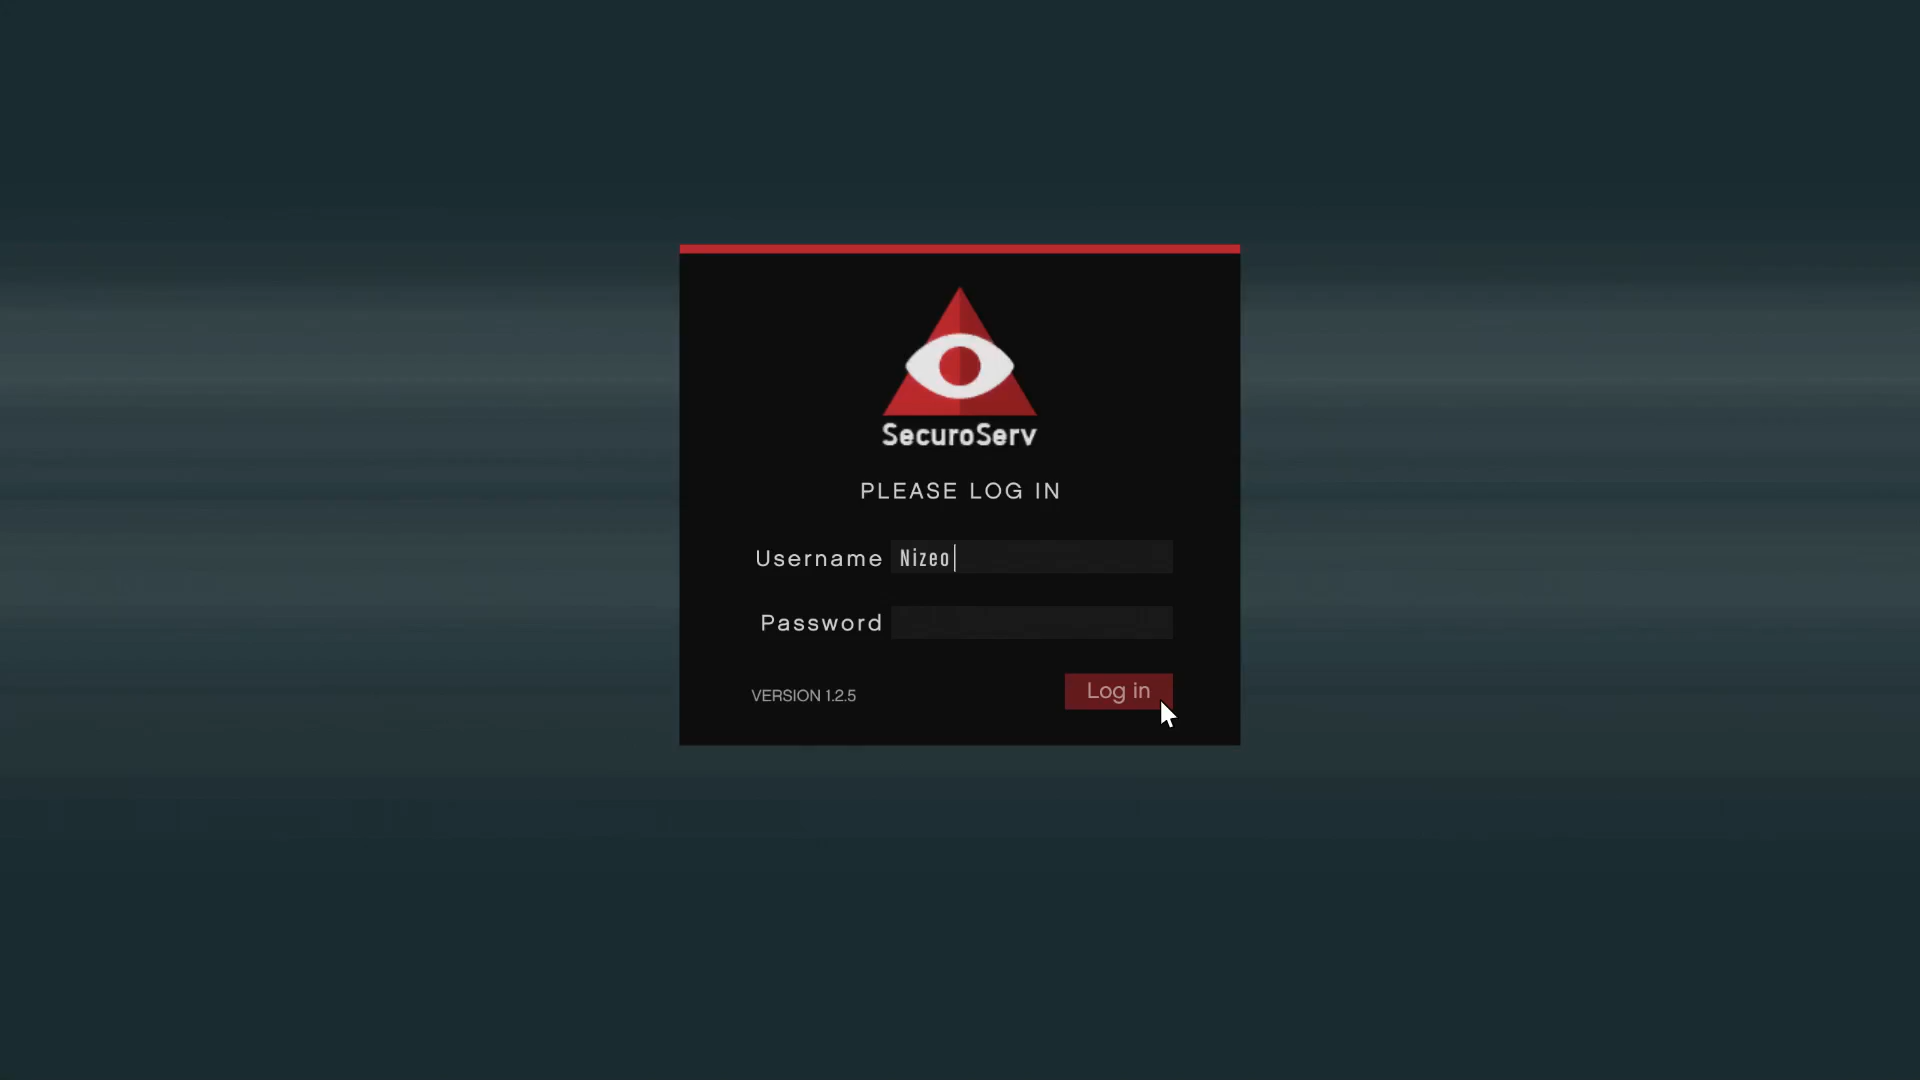 SecuroServ
PLEASE LOG IN
Username Nizeo
Password
VERSION 1.2.5 Log in